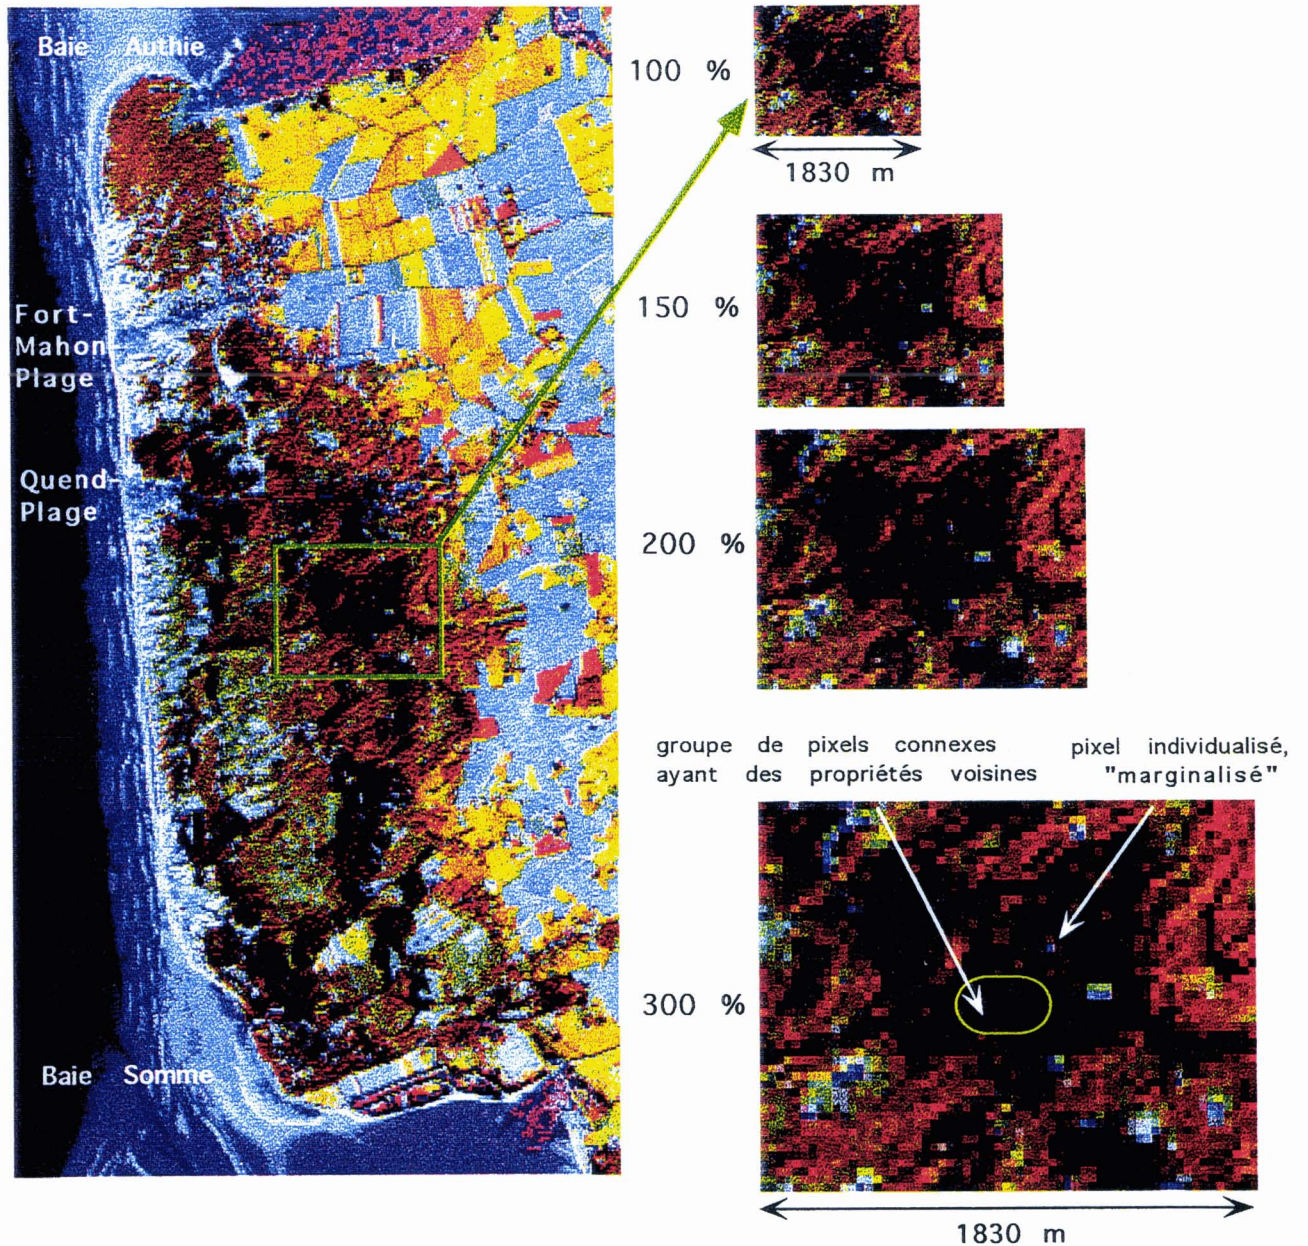 Baie Authie
Fort-
Mahon
Plage
Quend-
Plage
Baie Somme
100 %
1830 m
150 %
200 %
groupe de pixels connexes
ayant des propriétés voisines
pixel individualisé,
"marginalisé"
300 %
1830 m